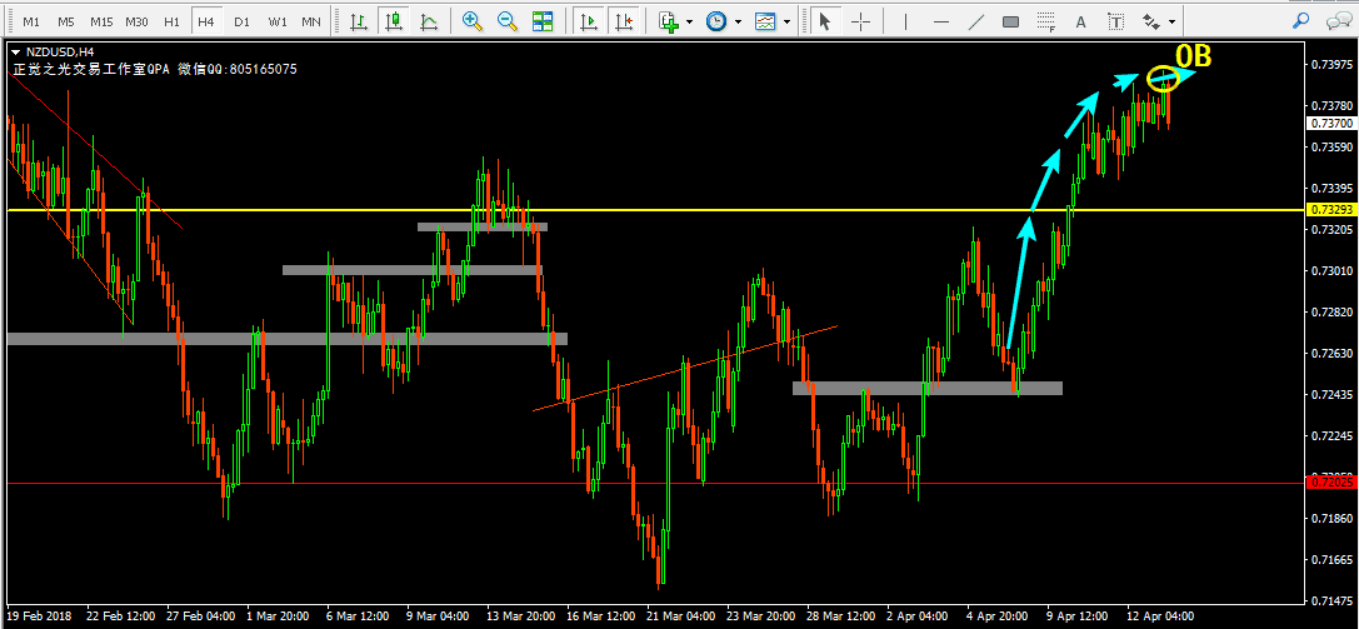 M1 M5 M15 M30 H1 H4 D1 W1 MN
A T
F
NZDUSD,H4
正觉之光交易工作室QPA 微信QQ:805165075
OB
0.73975
0.73780
0.73700
0.73590
0.73395
0.73293
0.73205
0.73010
0.72820
0.72630
0.72435
0.72245
0.72025
0.71860
0.71665
0.71475
19 Feb 2018 22 Feb 12:00 27 Feb 04:00 1 Mar 20:00 6 Mar 12:00 9 Mar 04:00 13 Mar 20:00 16 Mar 12:00 21 Mar 04:00 23 Mar 20:00 28 Mar 12:00 2 Apr 04:00 4 Apr 20:00 9 Apr 12:00 12 Apr 04:00